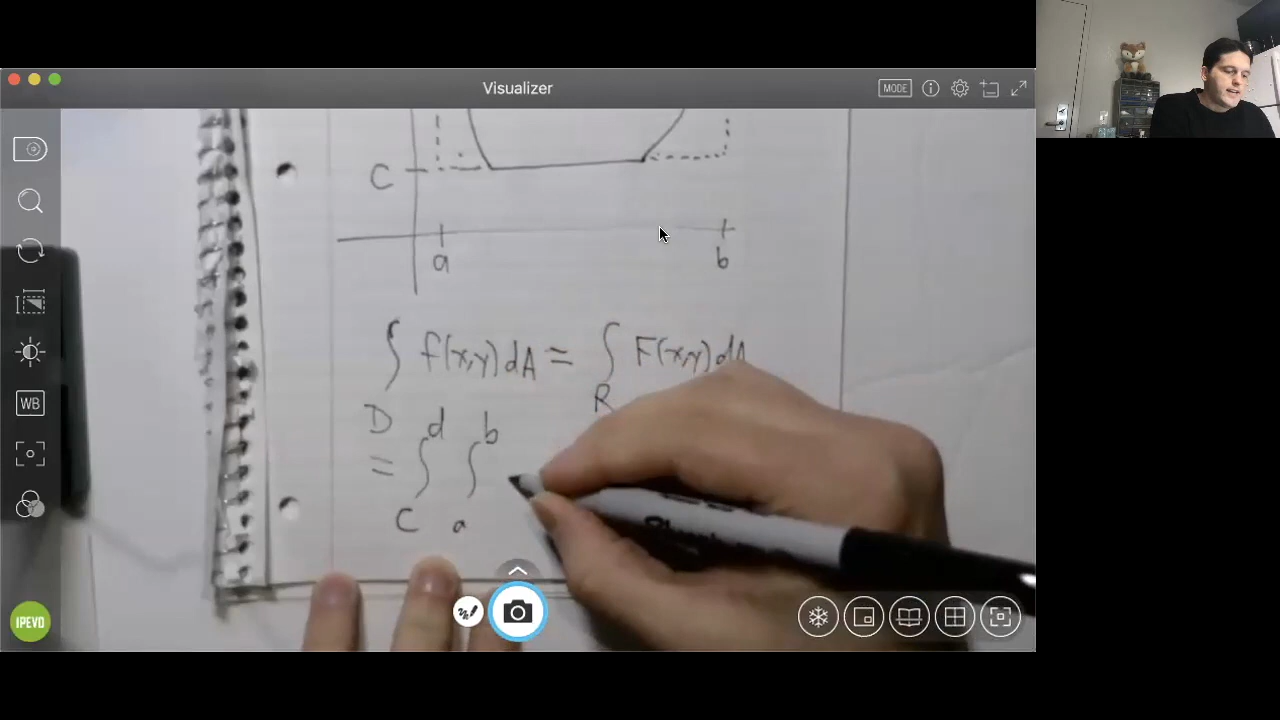 Visualizer
MODE
C
a b
∫ f(x,y) dA = ∫ F(x,y) dA
D R
d b
= ∫ ∫
C a
WB
IPEVO